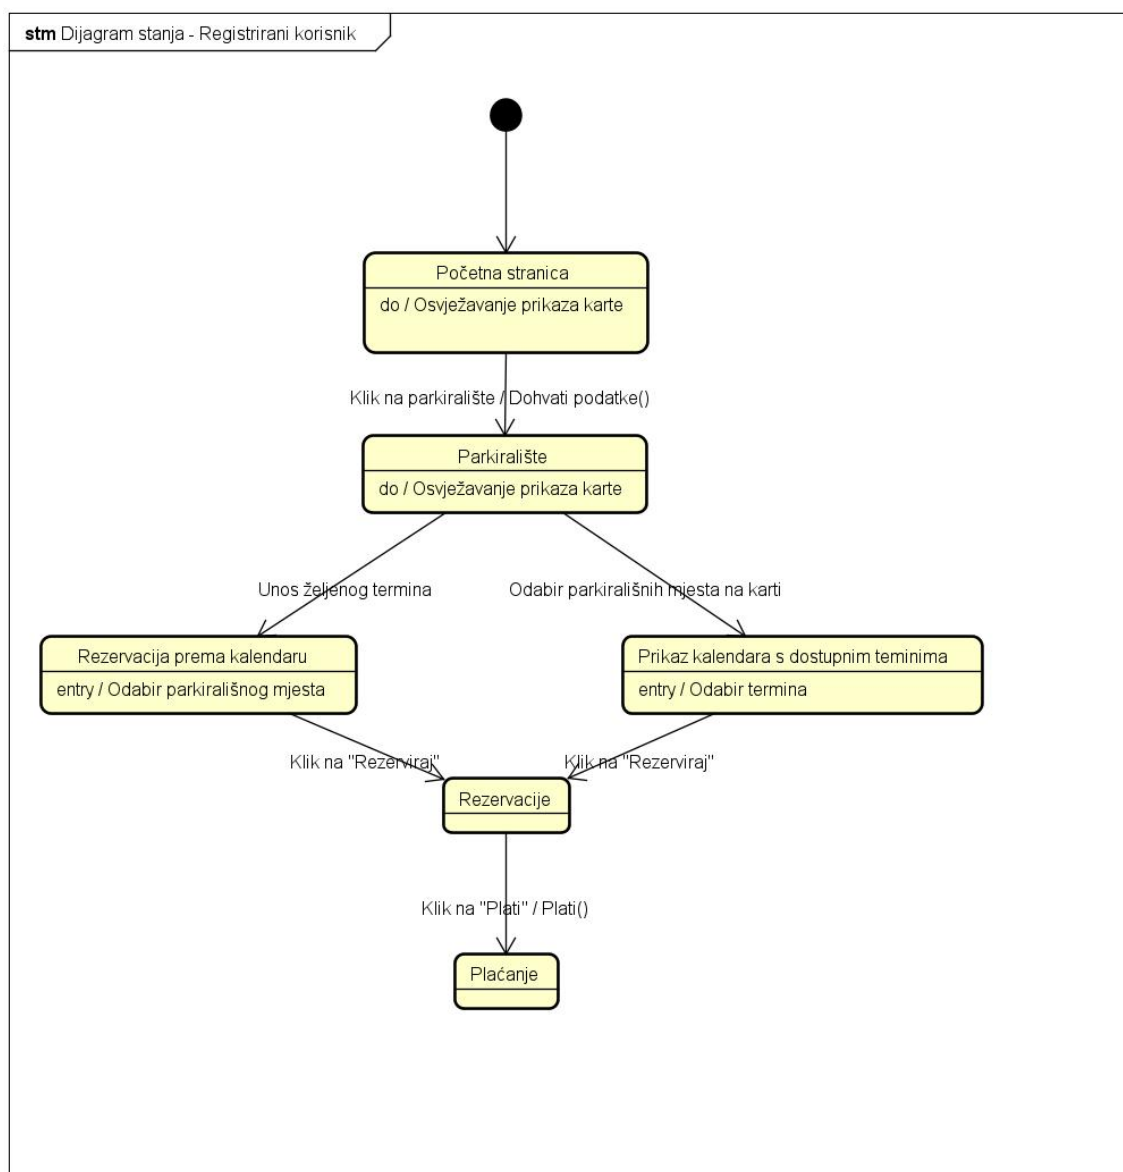 stm Dijagram stanja - Registrirani korisnik
Početna stranica
do / Osvježavanje prikaza karte
Klik na parkiralište / Dohvati podatke()
Parkiralište
do / Osvježavanje prikaza karte
Unos željenog termina
Odabir parkirališnih mjesta na karti
Rezervacija prema kalendaru
entry / Odabir parkirališnog mjesta
Prikaz kalendara s dostupnim teminima
entry / Odabir termina
Klik na "Rezerviraj"
Klik na "Rezerviraj"
Rezervacije
Klik na "Plati" / Plati()
Plaćanje